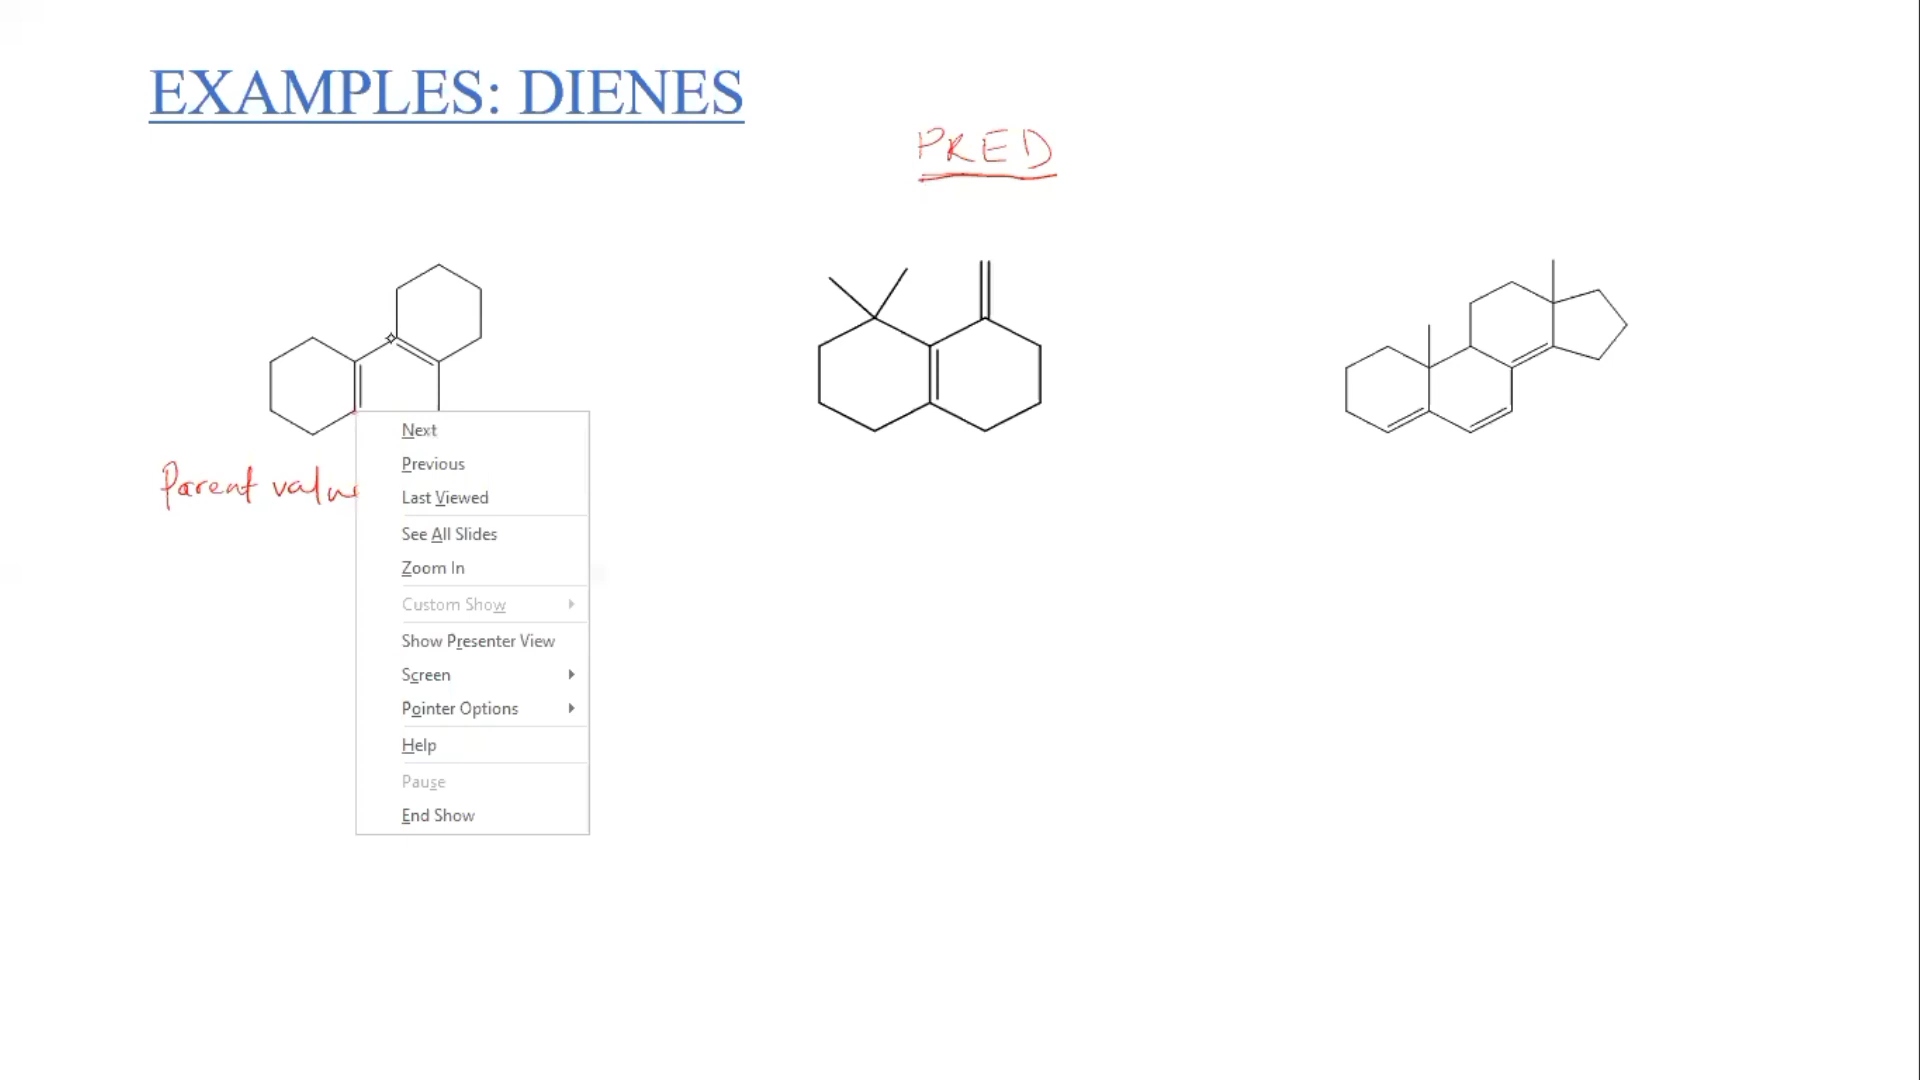 EXAMPLES: DIENES
PRED
Parent value
Next
Previous
Last Viewed
See All Slides
Zoom In
Custom Show
Show Presenter View
Screen
Pointer Options
Help
Pause
End Show